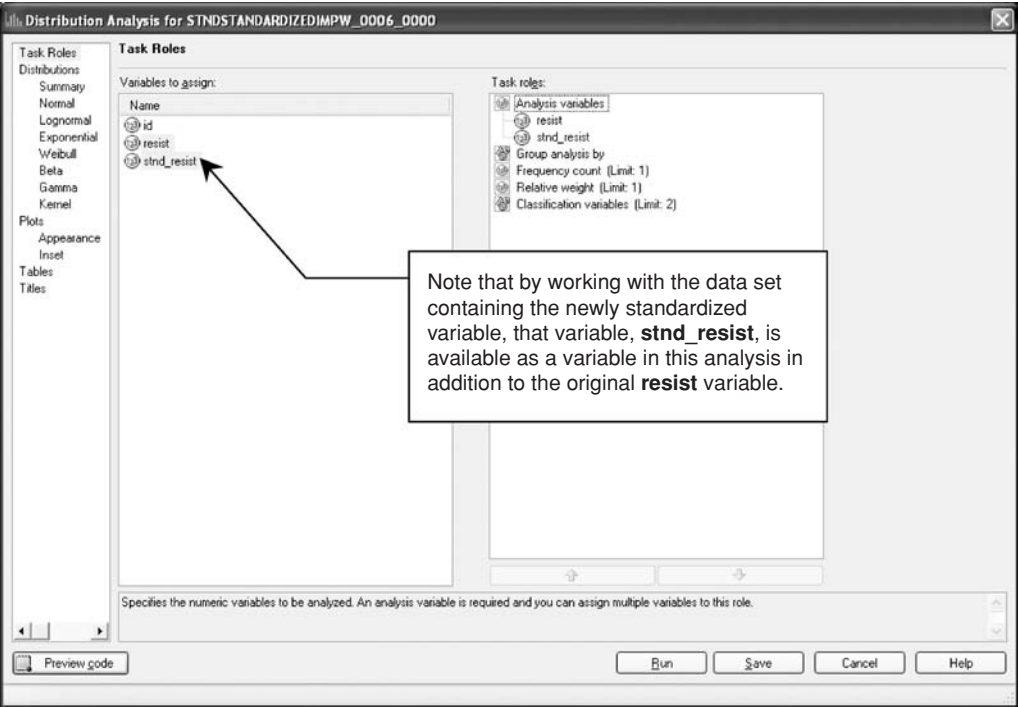 Distribution Analysis for STNDSTANDARDIZEDIMPW_0006_0000
Task Roles
Distributions
Summary
Normal
Lognormal
Exponential
Weibull
Beta
Gamma
Kernel
Plots
Appearance
Inset
Tables
Titles
Task Roles
Variables to assign:
Name
id
resist
stnd_resist
Task roles:
Analysis variables
resist
stnd_resist
Group analysis by
Frequency count (Limit: 1)
Relative weight (Limit: 1)
Classification variables (Limit: 2)
Note that by working with the data set
containing the newly standardized
variable, that variable, stnd_resist, is
available as a variable in this analysis in
addition to the original resist variable.
Specifies the numeric variables to be analyzed. An analysis variable is required and you can assign multiple variables to this role.
Preview code
Run
Save
Cancel
Help